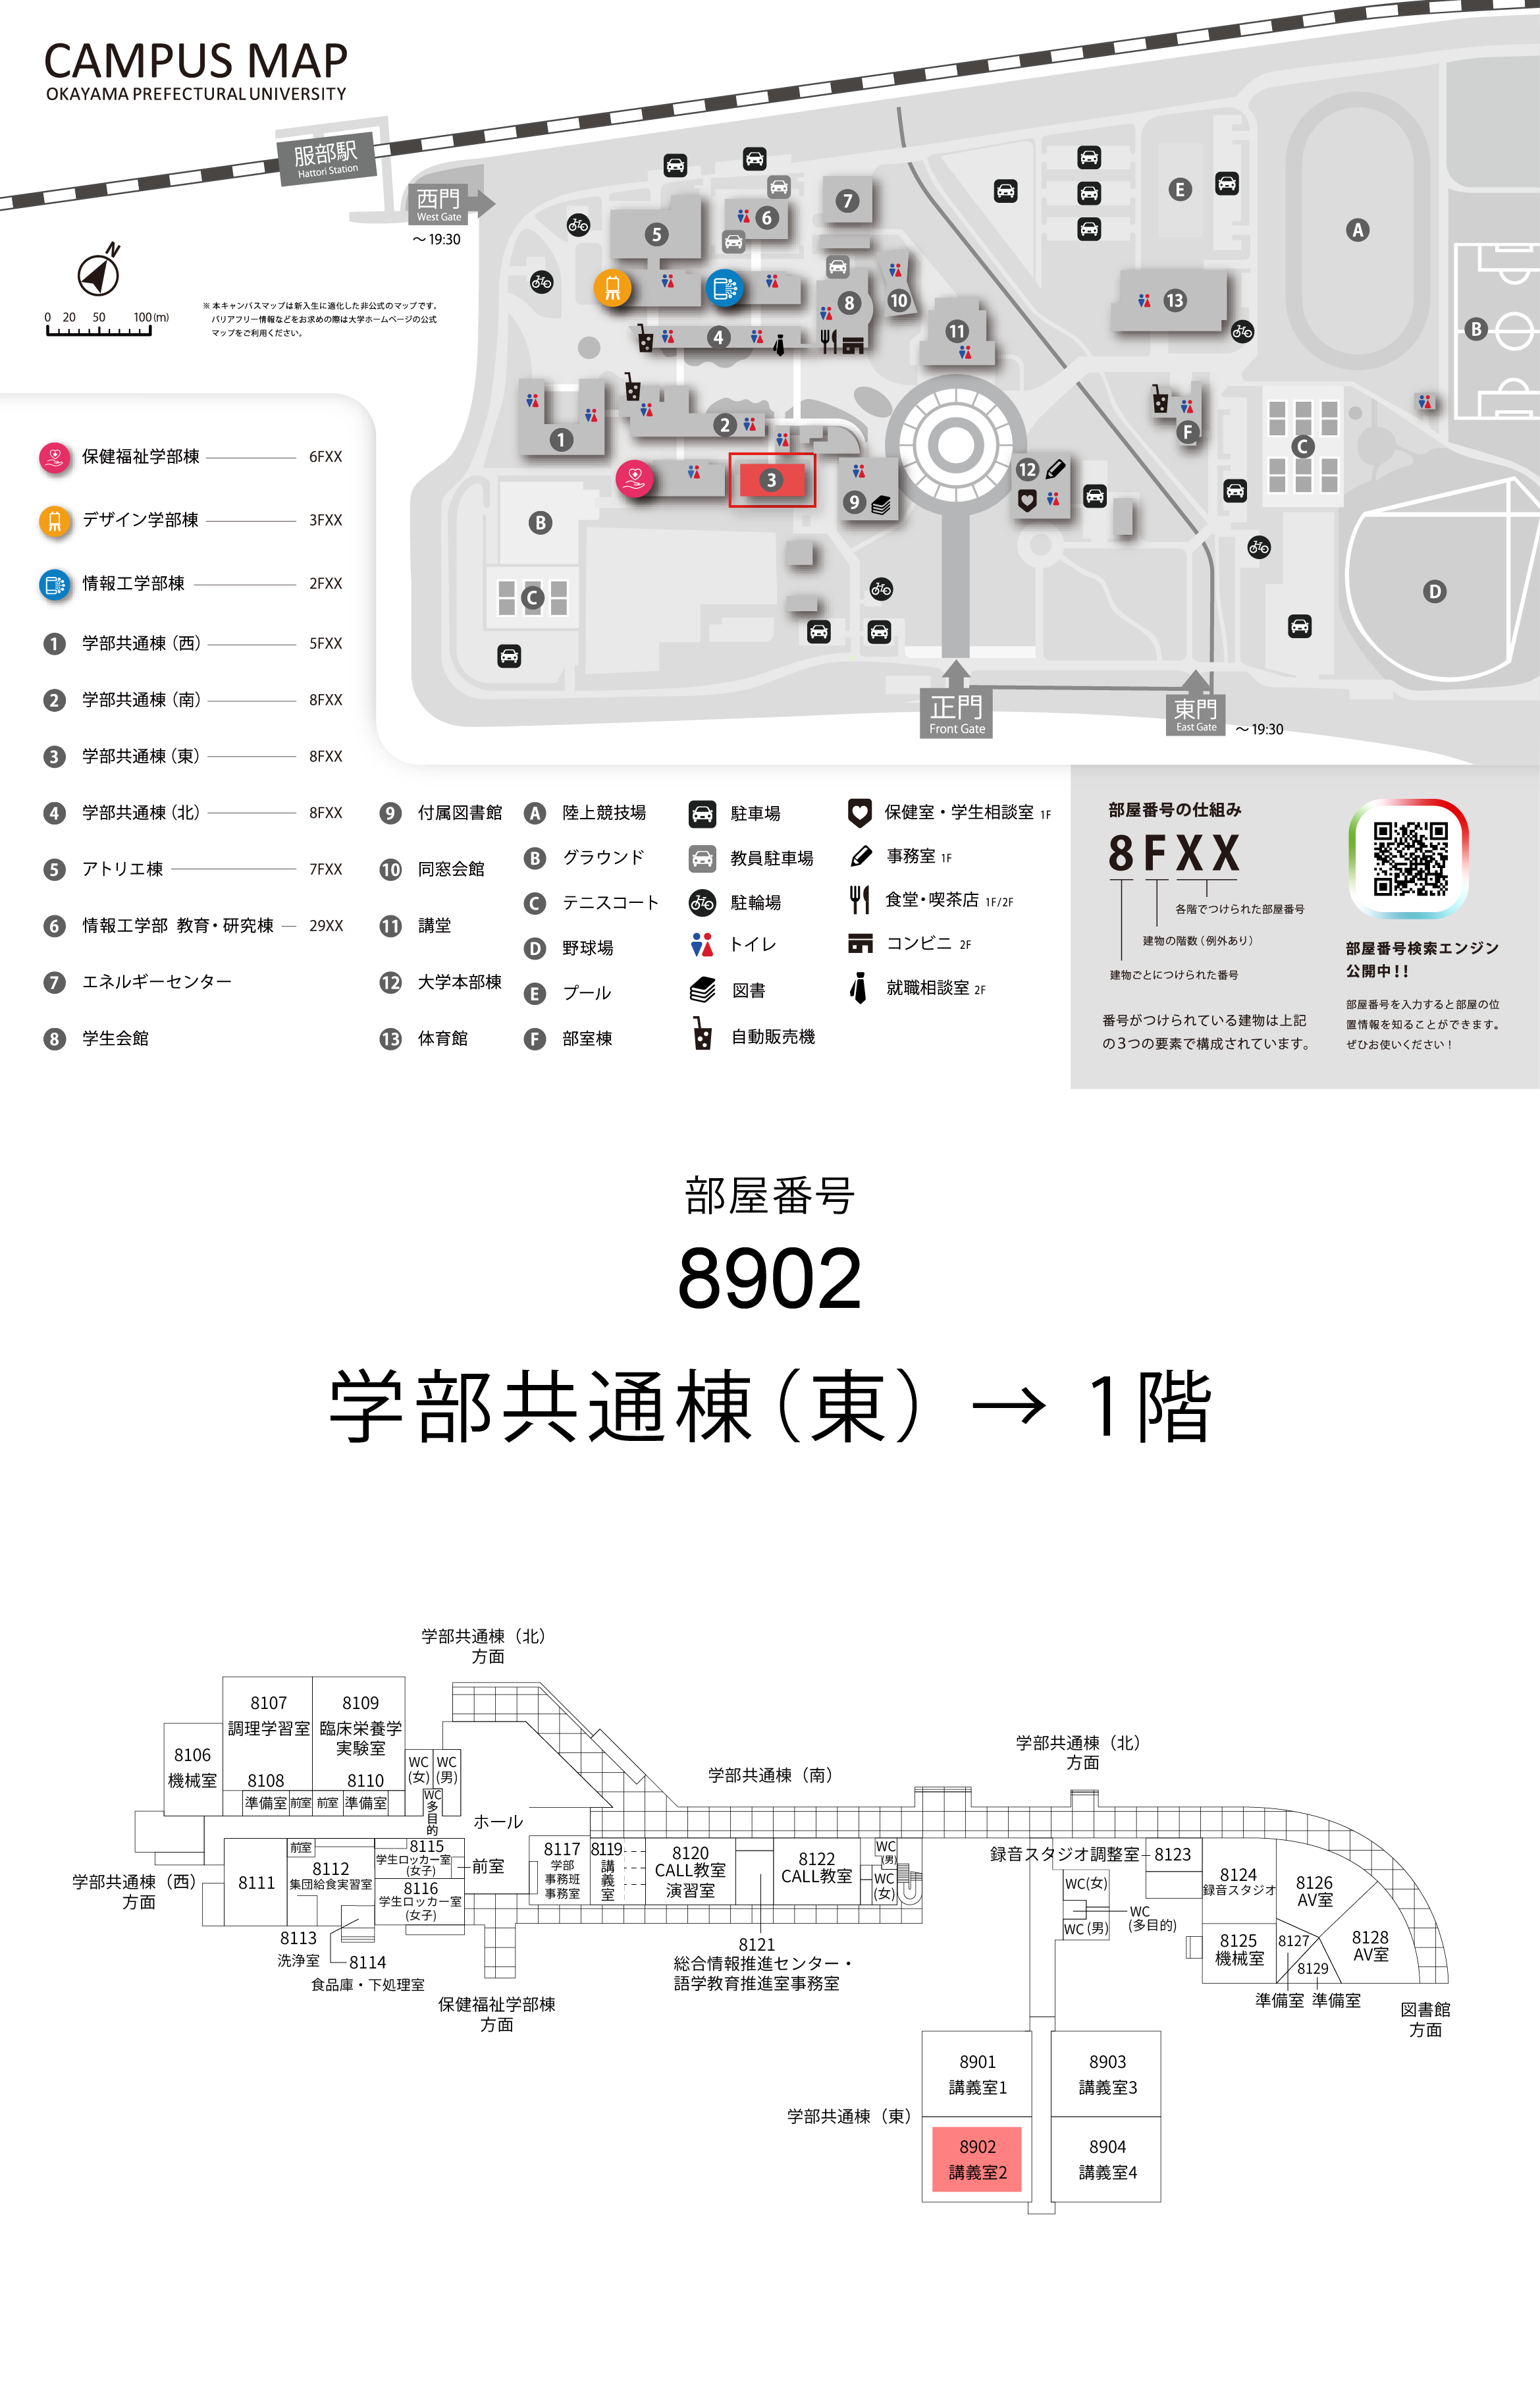 CAMPUS MAP
OKAYAMA PREFECTURAL UNIVERSITY
服部駅
Hattori Station
西門
West Gate
～19:30
N
0 20 50 100(m)
※ 本キャンパスマップは新入生に適化した非公式のマップです。
バリアフリー情報などをお求めの際は大学ホームページの公式
マップをご利用ください。
7
6
5
E
A
8
10
13
B
4
11
1
2
F
C
3
9
12
B
C
D
正門
Front Gate
東門
East Gate
～19:30
保健福祉学部棟 6FXX
デザイン学部棟 3FXX
情報工学部棟 2FXX
1 学部共通棟（西） 5FXX
2 学部共通棟（南） 8FXX
3 学部共通棟（東） 8FXX
4 学部共通棟（北） 8FXX
5 アトリエ棟 7FXX
6 情報工学部 教育・研究棟 29XX
7 エネルギーセンター
8 学生会館
9 付属図書館
10 同窓会館
11 講堂
12 大学本部棟
13 体育館
A 陸上競技場
B グラウンド
C テニスコート
D 野球場
E プール
F 部室棟
駐車場
教員駐車場
駐輪場
トイレ
図書
自動販売機
保健室・学生相談室 1F
事務室 1F
食堂・喫茶店 1F/2F
コンビニ 2F
就職相談室 2F
部屋番号の仕組み
8FXX
各階でつけられた部屋番号
建物の階数（例外あり）
建物ごとにつけられた番号
番号がつけられている建物は上記
の３つの要素で構成されています。
部屋番号検索エンジン
公開中！！
部屋番号を入力すると部屋の位
置情報を知ることができます。
ぜひお使いください！
部屋番号
8902
学部共通棟（東）→ 1階
学部共通棟（北）
方面
8107
調理学習室
8109
臨床栄養学
実験室
8106
機械室
8108
準備室
前室
前室
8110
準備室
WC
(女)
WC
(男)
WC
多
目
的
ホール
学部共通棟（南）
学部共通棟（北）
方面
学部共通棟（西）
方面
8111
前室
8112
集団給食実習室
8115
学生ロッカー室
(女子)
前室
8116
学生ロッカー室
(女子)
8113
洗浄室
8114
食品庫・下処理室
保健福祉学部棟
方面
8117
学部
事務班
事務室
8119
講
義
室
8120
CALL教室
演習室
8122
CALL教室
WC
(男)
WC
(女)
8121
総合情報推進センター・
語学教育推進室事務室
録音スタジオ調整室
8123
WC(女)
WC
(多目的)
WC (男)
8124
録音スタジオ
8125
機械室
8126
AV室
8127
8128
AV室
8129
準備室
準備室
図書館
方面
学部共通棟（東）
8901
講義室1
8903
講義室3
8902
講義室2
8904
講義室4